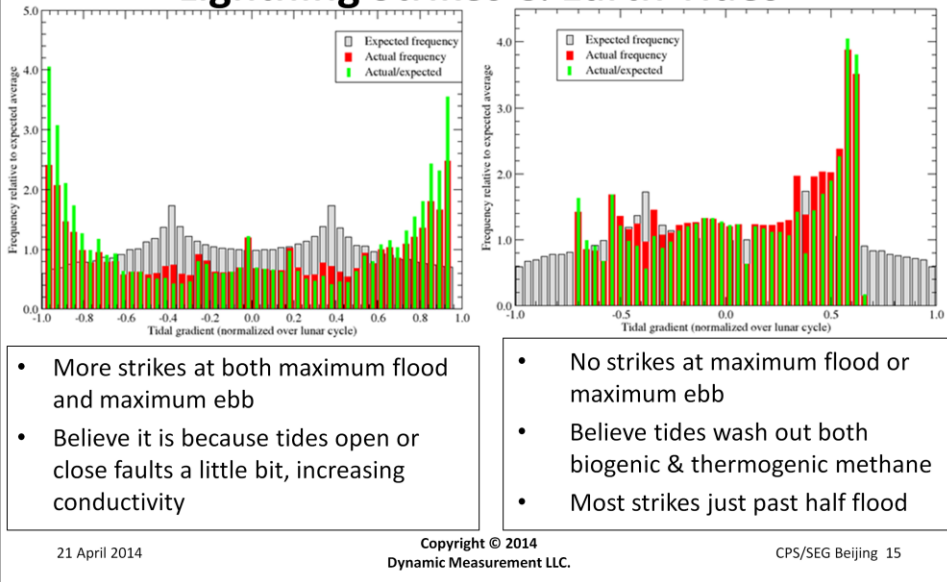 5.0
4.0
3.0
2.0
1.0
0.0
Frequency relative to expected average
Expected frequency
Actual frequency
Actual/expected
-1.0 -0.8 -0.6 -0.4 -0.2 0.0 0.2 0.4 0.6 0.8 1.0
Tidal gradient (normalized over lunar cycle)
4.0
3.0
2.0
1.0
0.0
Frequency relative to expected average
Expected frequency
Actual frequency
Actual/expected
-1.0 -0.5 0.0 0.5 1.0
Tidal gradient (normalized over lunar cycle)
• More strikes at both maximum flood
and maximum ebb
• Believe it is because tides open or
close faults a little bit, increasing
conductivity
• No strikes at maximum flood or
maximum ebb
• Believe tides wash out both
biogenic & thermogenic methane
• Most strikes just past half flood
21 April 2014
Copyright © 2014
Dynamic Measurement LLC.
CPS/SEG Beijing 15